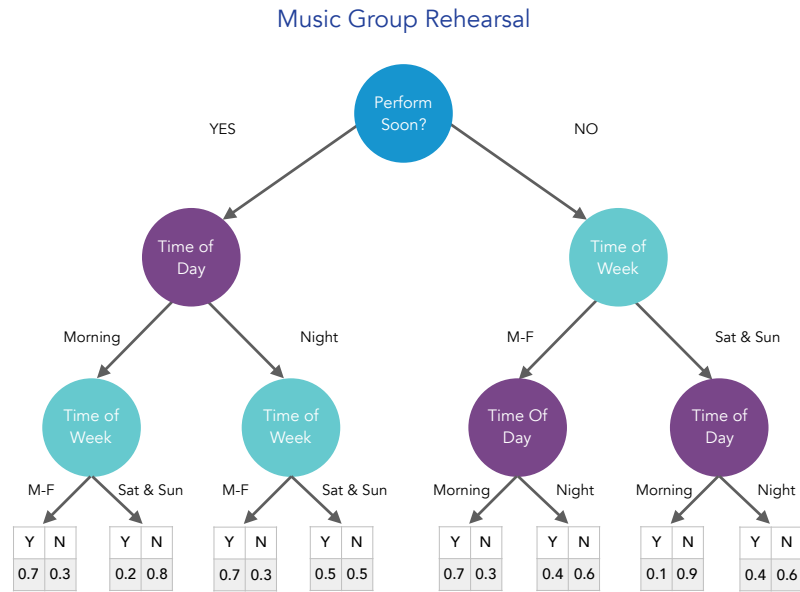 Music Group Rehearsal
Perform
Soon?
YES
NO
Time of
Day
Time of
Week
Morning
Night
M-F
Sat & Sun
Time of
Week
Time of
Week
Time Of
Day
Time of
Day
M-F
Sat & Sun
M-F
Sat & Sun
Morning
Night
Morning
Night
Y N
0.7 0.3
Y N
0.2 0.8
Y N
0.7 0.3
Y N
0.5 0.5
Y N
0.7 0.3
Y N
0.4 0.6
Y N
0.1 0.9
Y N
0.4 0.6